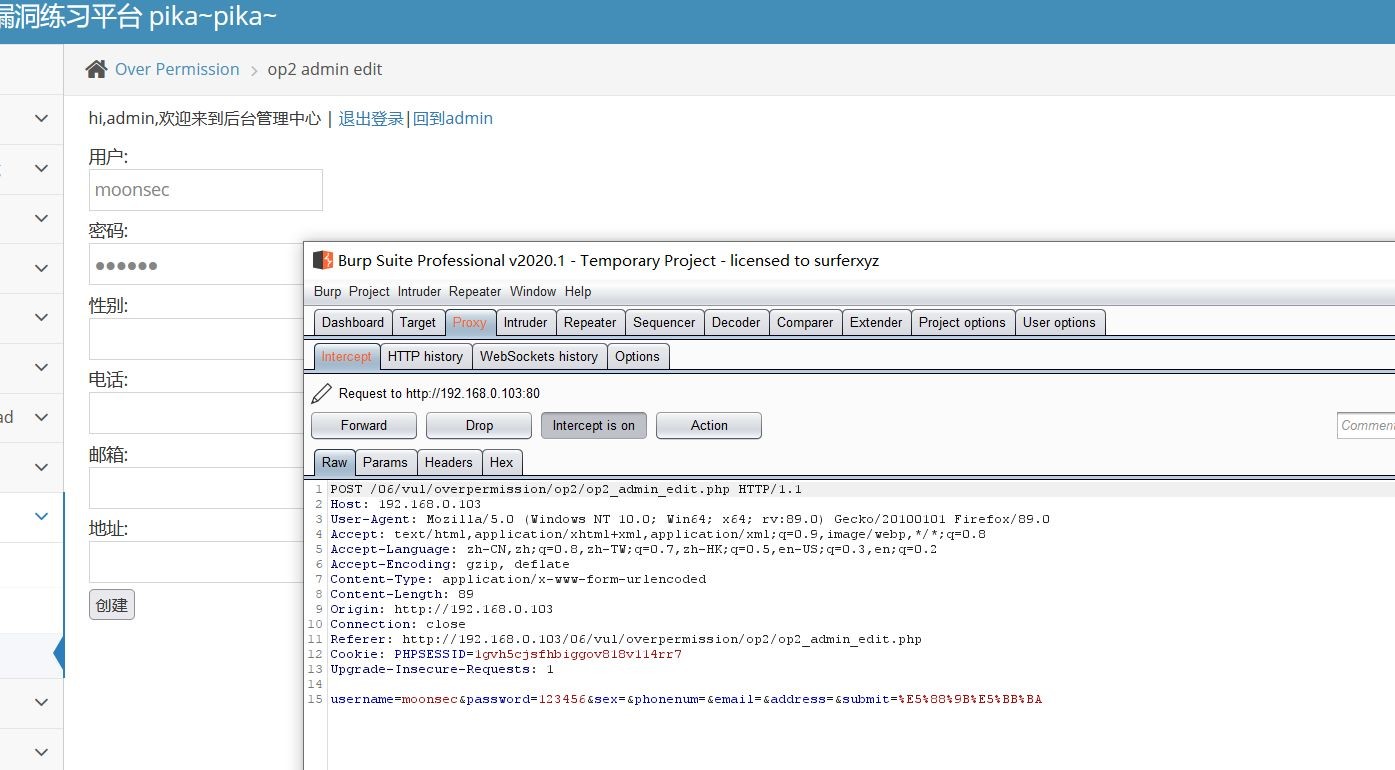 漏洞练习平台 pika~pika~
Over Permission > op2 admin edit
hi,admin,欢迎来到后台管理中心 | 退出登录|回到admin
用户:
moonsec
密码:
●●●●●●
性别:
电话:
ad
邮箱:
地址:
创建
Burp Suite Professional v2020.1 - Temporary Project - licensed to surferxyz
Burp Project Intruder Repeater Window Help
Dashboard Target Proxy Intruder Repeater Sequencer Decoder Comparer Extender Project options User options
Intercept HTTP history WebSockets history Options
Request to http://192.168.0.103:80
Forward Drop Intercept is on Action Commen
Raw Params Headers Hex
1 POST /06/vul/overpermission/op2/op2_admin_edit.php HTTP/1.1
2 Host: 192.168.0.103
3 User-Agent: Mozilla/5.0 (Windows NT 10.0; Win64; x64; rv:89.0) Gecko/20100101 Firefox/89.0
4 Accept: text/html,application/xhtml+xml,application/xml;q=0.9,image/webp,*/*;q=0.8
5 Accept-Language: zh-CN,zh;q=0.8,zh-TW;q=0.7,zh-HK;q=0.5,en-US;q=0.3,en;q=0.2
6 Accept-Encoding: gzip, deflate
7 Content-Type: application/x-www-form-urlencoded
8 Content-Length: 89
9 Origin: http://192.168.0.103
10 Connection: close
11 Referer: http://192.168.0.103/06/vul/overpermission/op2/op2_admin_edit.php
12 Cookie: PHPSESSID=1gvh5cjsfhbiggov818v114rr7
13 Upgrade-Insecure-Requests: 1
14
15 username=moonsec&password=123456&sex=&phonenum=&email=&address=&submit=%E5%88%9B%E5%BB%BA